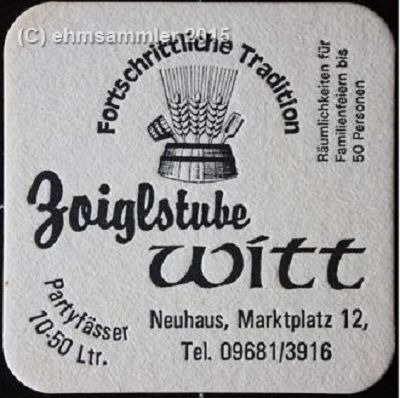 (C) ehmsammler 2015
Fortschrittliche Tradition
Räumlichkeiten für
Familienfeiern bis
50 Personen
Zoiglstube
Witt
Partyfässer
10-50 Ltr.
Neuhaus, Marktplatz 12,
Tel. 09681/3916